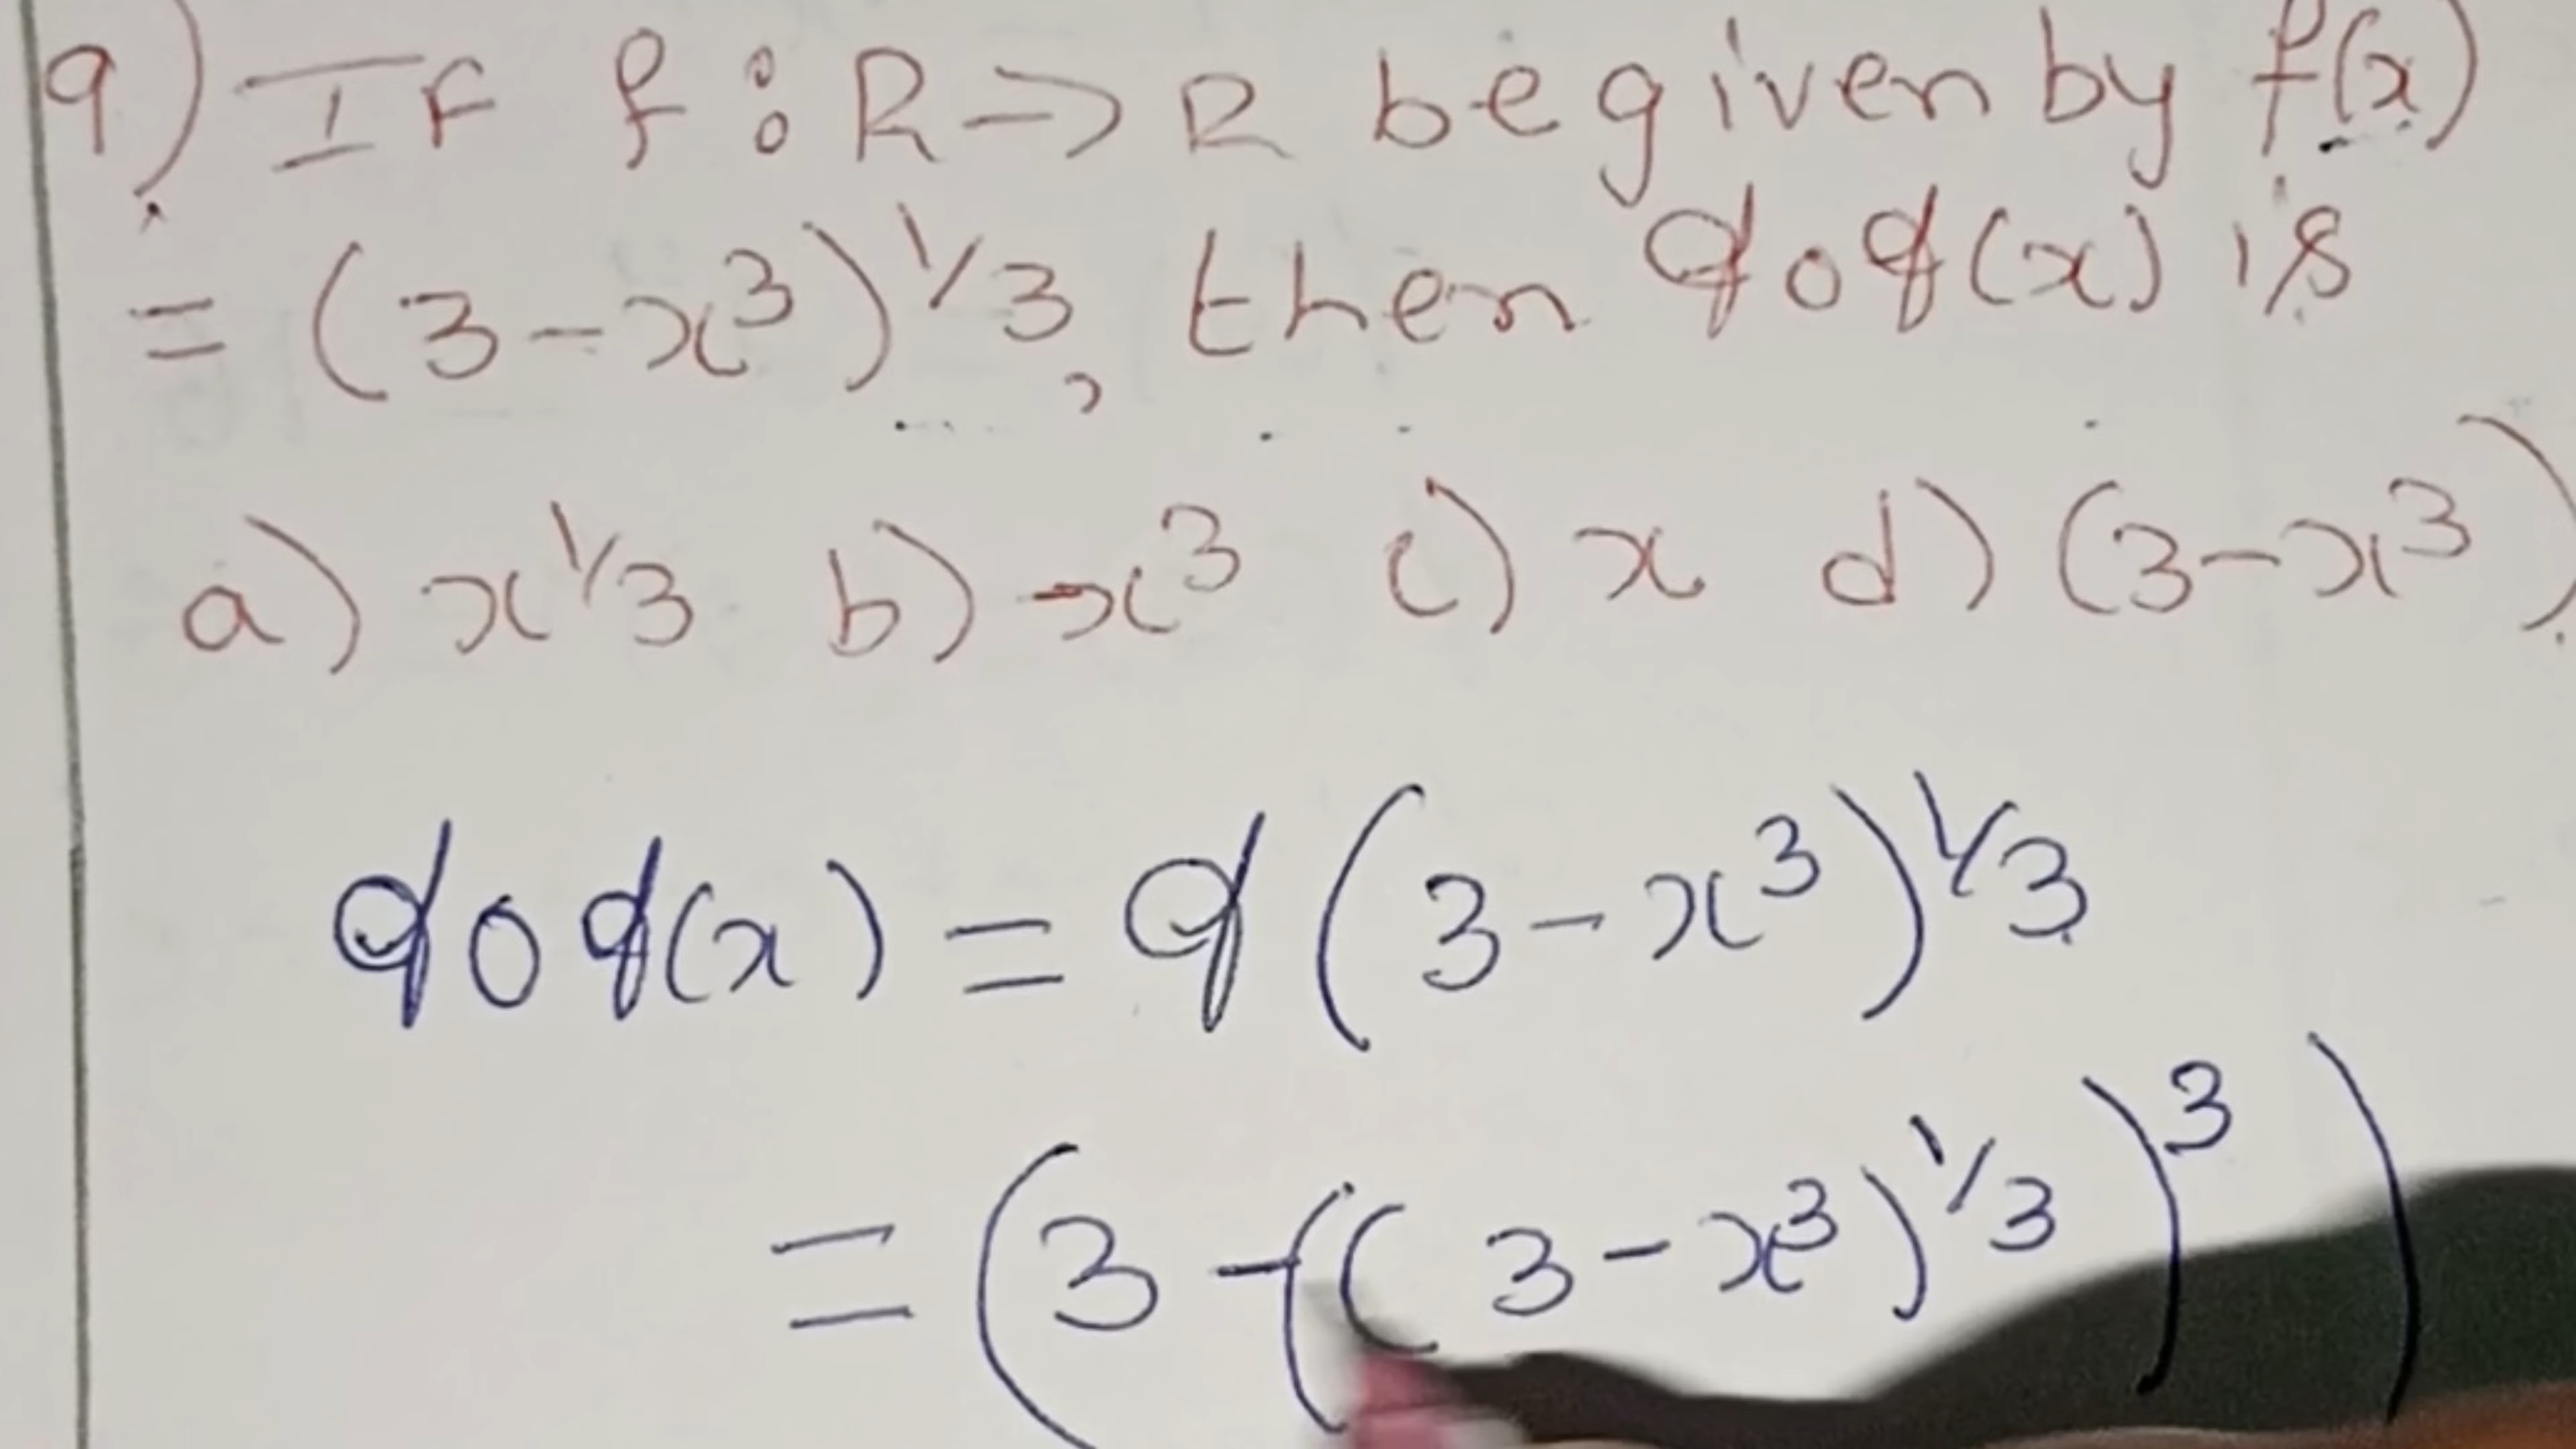 9) If f : R → R be given by f(x)
= (3-x³)^1/3, then fof(x) is
a) x^1/3 b) -x³ c) x d) (3-x³)
fof(x) = f(3-x³)^1/3
= (3-((3-x³)^1/3)³)